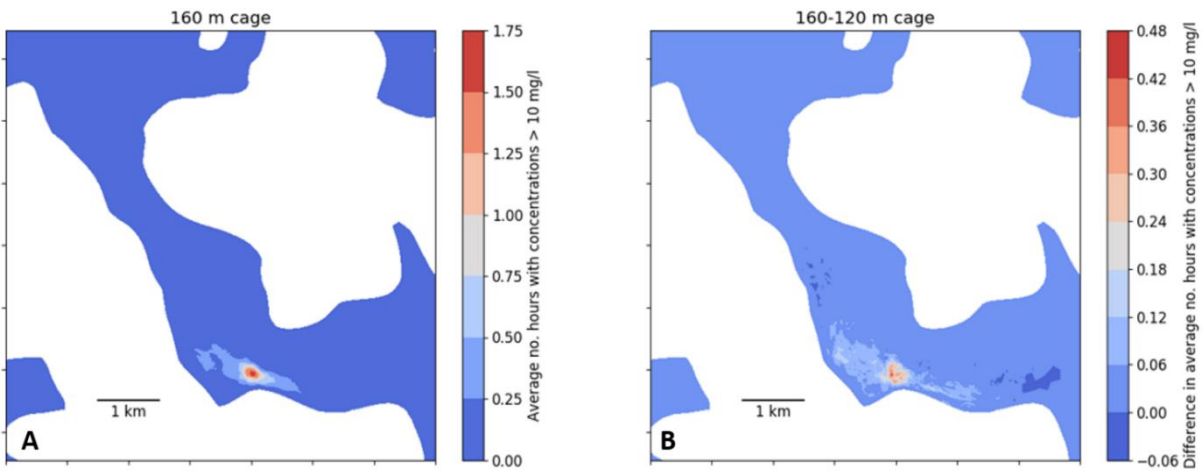 160 m cage
1.75
1.50
1.25
1.00
0.75
0.50
0.25
0.00
Average no. hours with concentrations > 10 mg/l
1 km
A
160-120 m cage
0.48
0.42
0.36
0.30
0.24
0.18
0.12
0.06
0.00
−0.06
Difference in average no. hours with concentrations > 10 mg/l
1 km
B